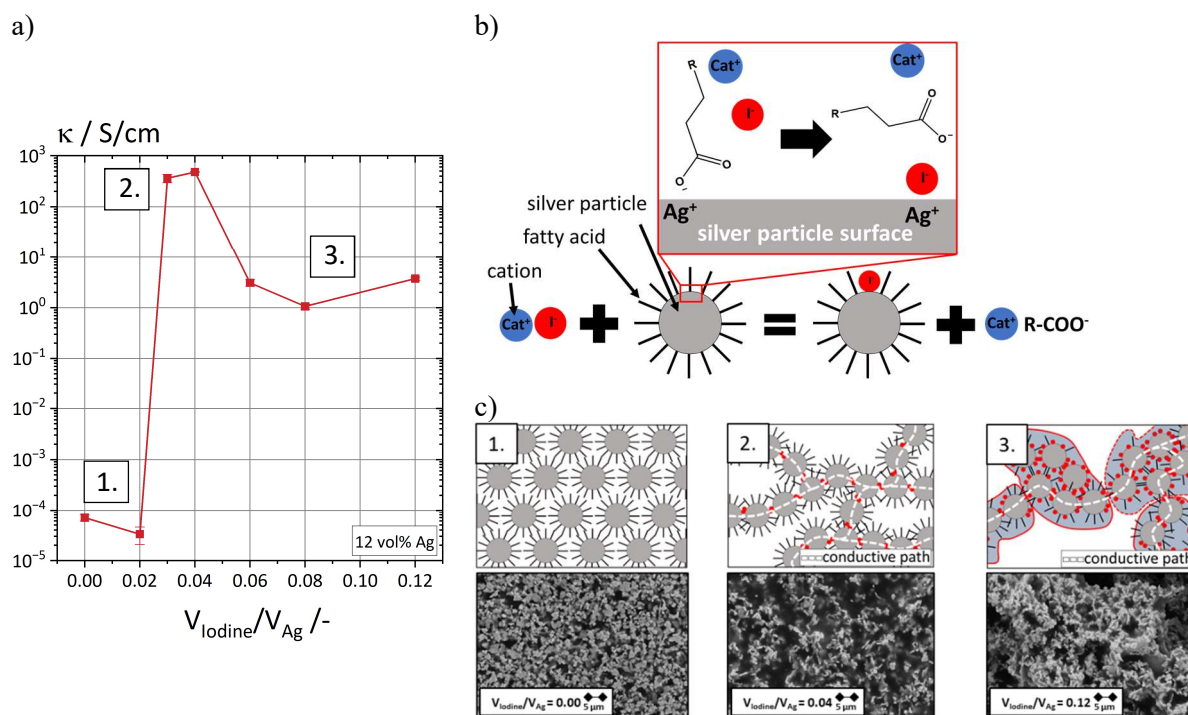 a)
κ / S/cm
10³
10²
10¹
10⁰
10⁻¹
10⁻²
10⁻³
10⁻⁴
10⁻⁵
2.
3.
1.
12 vol% Ag
0.00 0.02 0.04 0.06 0.08 0.10 0.12
V_Iodine/V_Ag /-
b)
R
Cat⁺
I⁻
O
O⁻
Ag⁺
Cat⁺
R
O
O⁻
I⁻
Ag⁺
silver particle surface
silver particle
fatty acid
cation
Cat⁺ I⁻ + = I⁻ + Cat⁺ R-COO⁻
c)
1.
2.
conductive path
3.
conductive path
V_Iodine/V_Ag = 0.00 5 µm
V_Iodine/V_Ag = 0.04 5 µm
V_Iodine/V_Ag = 0.12 5 µm